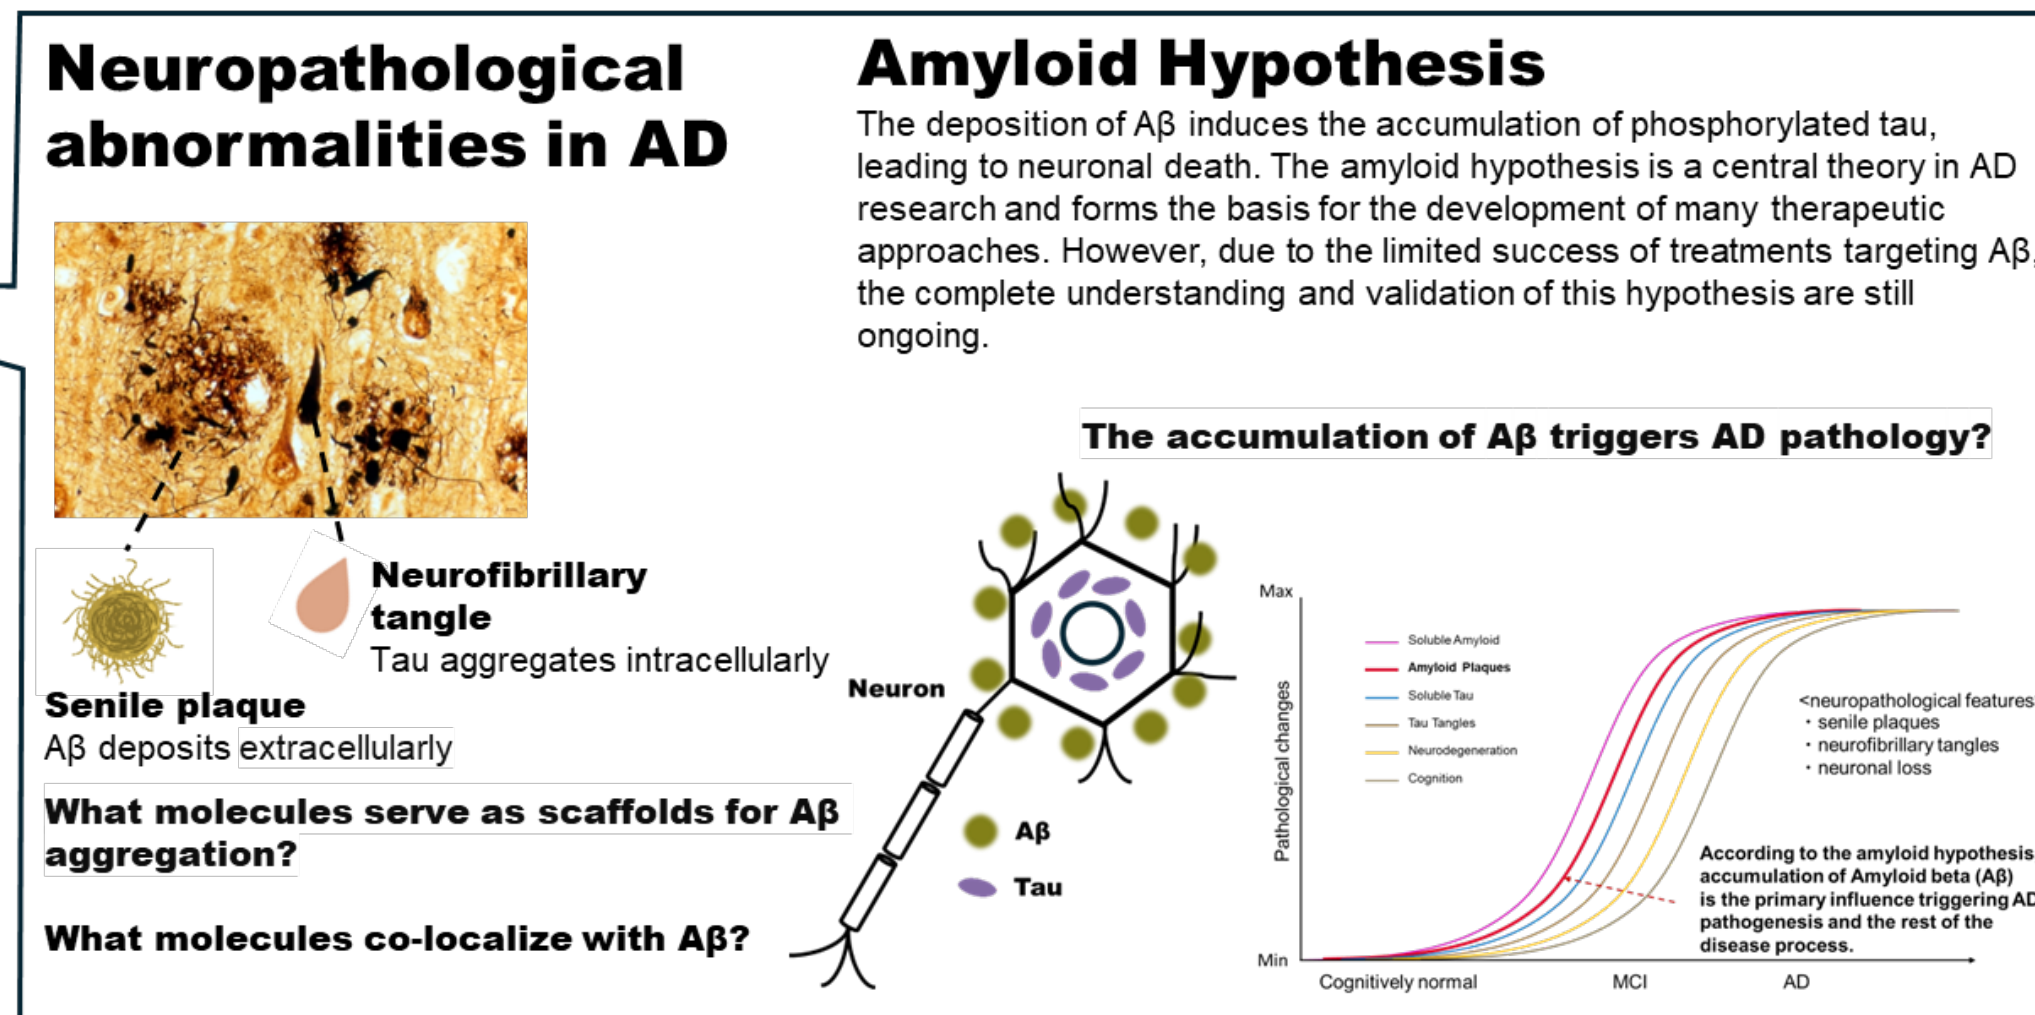 Neuropathological
abnormalities in AD
Neurofibrillary
tangle
Tau aggregates intracellularly
Senile plaque
Aβ deposits extracellularly
What molecules serve as scaffolds for Aβ
aggregation?
What molecules co-localize with Aβ?
Amyloid Hypothesis
The deposition of Aβ induces the accumulation of phosphorylated tau,
leading to neuronal death. The amyloid hypothesis is a central theory in AD
research and forms the basis for the development of many therapeutic
approaches. However, due to the limited success of treatments targeting Aβ,
the complete understanding and validation of this hypothesis are still
ongoing.
The accumulation of Aβ triggers AD pathology?
Neuron
Aβ
Tau
Max
Pathological changes
Min
Soluble Amyloid
Amyloid Plaques
Soluble Tau
Tau Tangles
Neurodegeneration
Cognition
<neuropathological features
・senile plaques
・neurofibrillary tangles
・neuronal loss
According to the amyloid hypothesis
accumulation of Amyloid beta (Aβ)
is the primary influence triggering AD
pathogenesis and the rest of the
disease process.
Cognitively normal
MCI
AD